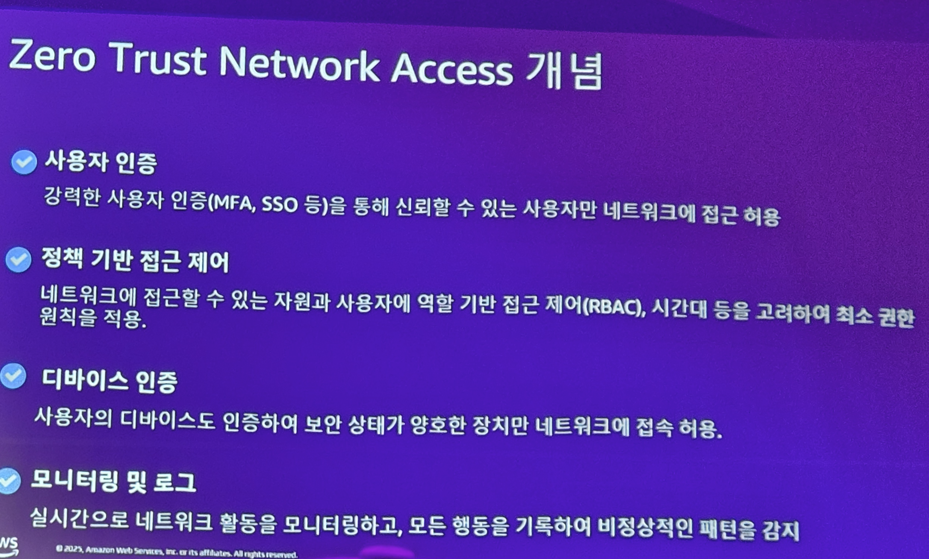 Zero Trust Network Access 개념
사용자 인증
강력한 사용자 인증(MFA, SSO 등)을 통해 신뢰할 수 있는 사용자만 네트워크에 접근 허용
정책 기반 접근 제어
네트워크에 접근할 수 있는 자원과 사용자에 역할 기반 접근 제어(RBAC), 시간대 등을 고려하여 최소 권한
원칙을 적용.
디바이스 인증
사용자의 디바이스도 인증하여 보안 상태가 양호한 장치만 네트워크에 접속 허용.
모니터링 및 로그
실시간으로 네트워크 활동을 모니터링하고, 모든 행동을 기록하여 비정상적인 패턴을 감지
ws
© 2025, Amazon Web Services, Inc. or its affiliates. All rights reserved.